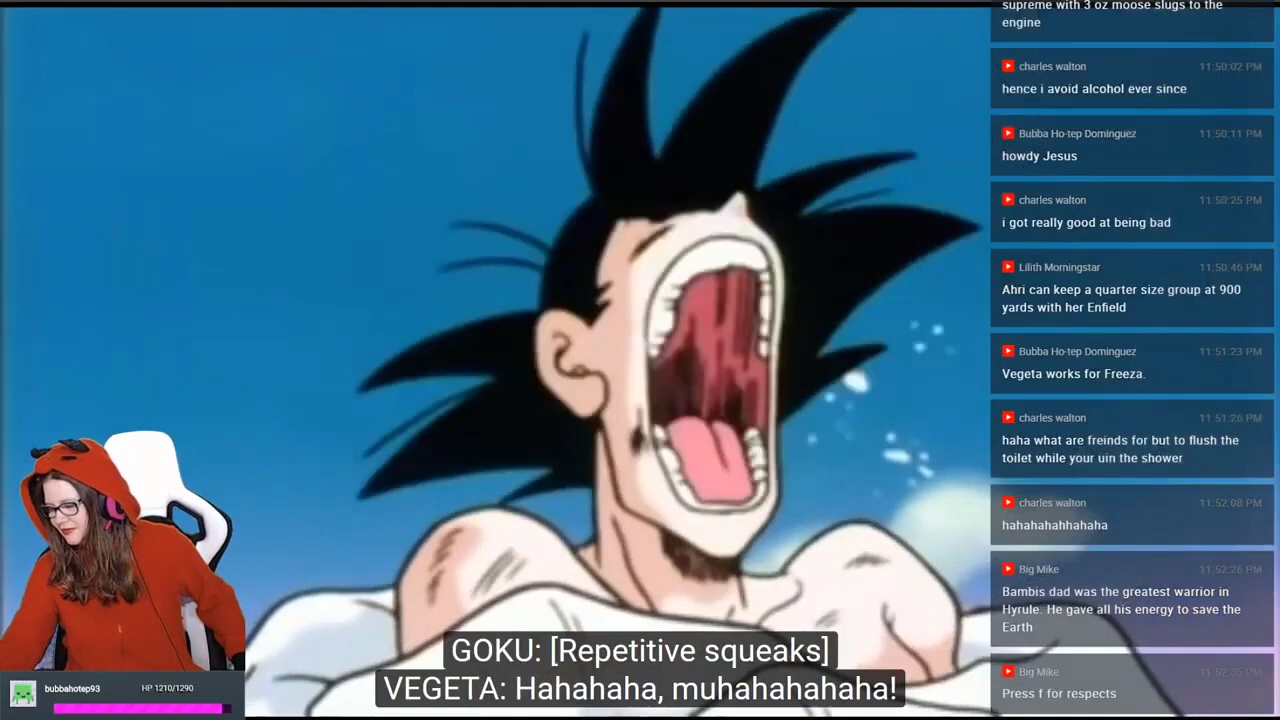 supreme with 3 oz moose slugs to the
engine
charles walton 11:50:02 PM
hence i avoid alcohol ever since
Bubba Ho-tep Dominguez 11:50:11 PM
howdy Jesus
charles walton 11:50:25 PM
i got really good at being bad
Lilith Morningstar 11:50:46 PM
Ahri can keep a quarter size group at 900
yards with her Enfield
Bubba Ho-tep Dominguez 11:51:23 PM
Vegeta works for Freeza.
charles walton 11:51:26 PM
haha what are freinds for but to flush the
toilet while your uin the shower
charles walton 11:52:08 PM
hahahahahhahaha
Big Mike 11:52:26 PM
Bambis dad was the greatest warrior in
Hyrule. He gave all his energy to save the
Earth
Big Mike 11:52:35 PM
Press f for respects
GOKU: [Repetitive squeaks]
VEGETA: Hahahaha, muhahahahaha!
bubbahotep93 HP 1210/1290